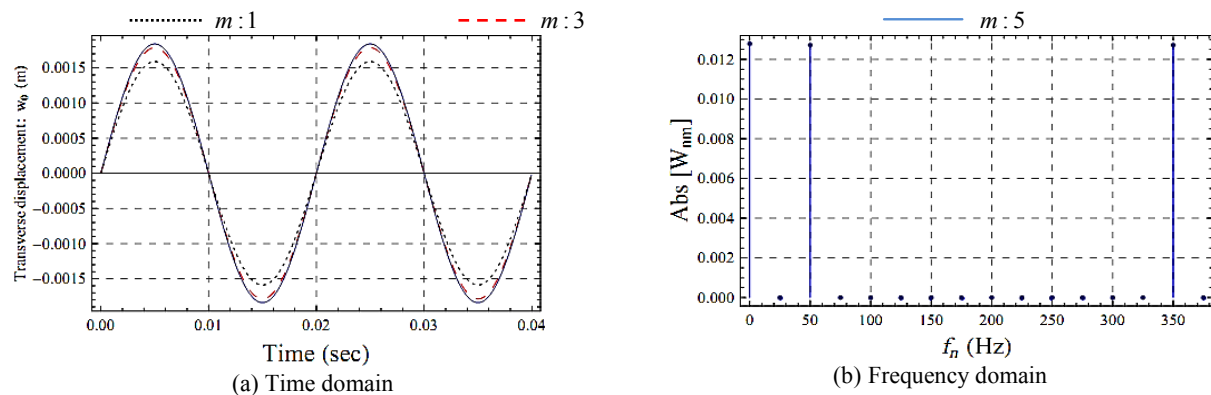 m : 1
m : 3
m : 5
Transverse displacement: w₀ (m)
0.0015
0.0010
0.0005
0.0000
−0.0005
−0.0010
−0.0015
0.00 0.01 0.02 0.03 0.04
Time (sec)
(a) Time domain
Abs [Wnm]
0.012
0.010
0.008
0.006
0.004
0.002
0.000
0 50 100 150 200 250 300 350
fn (Hz)
(b) Frequency domain